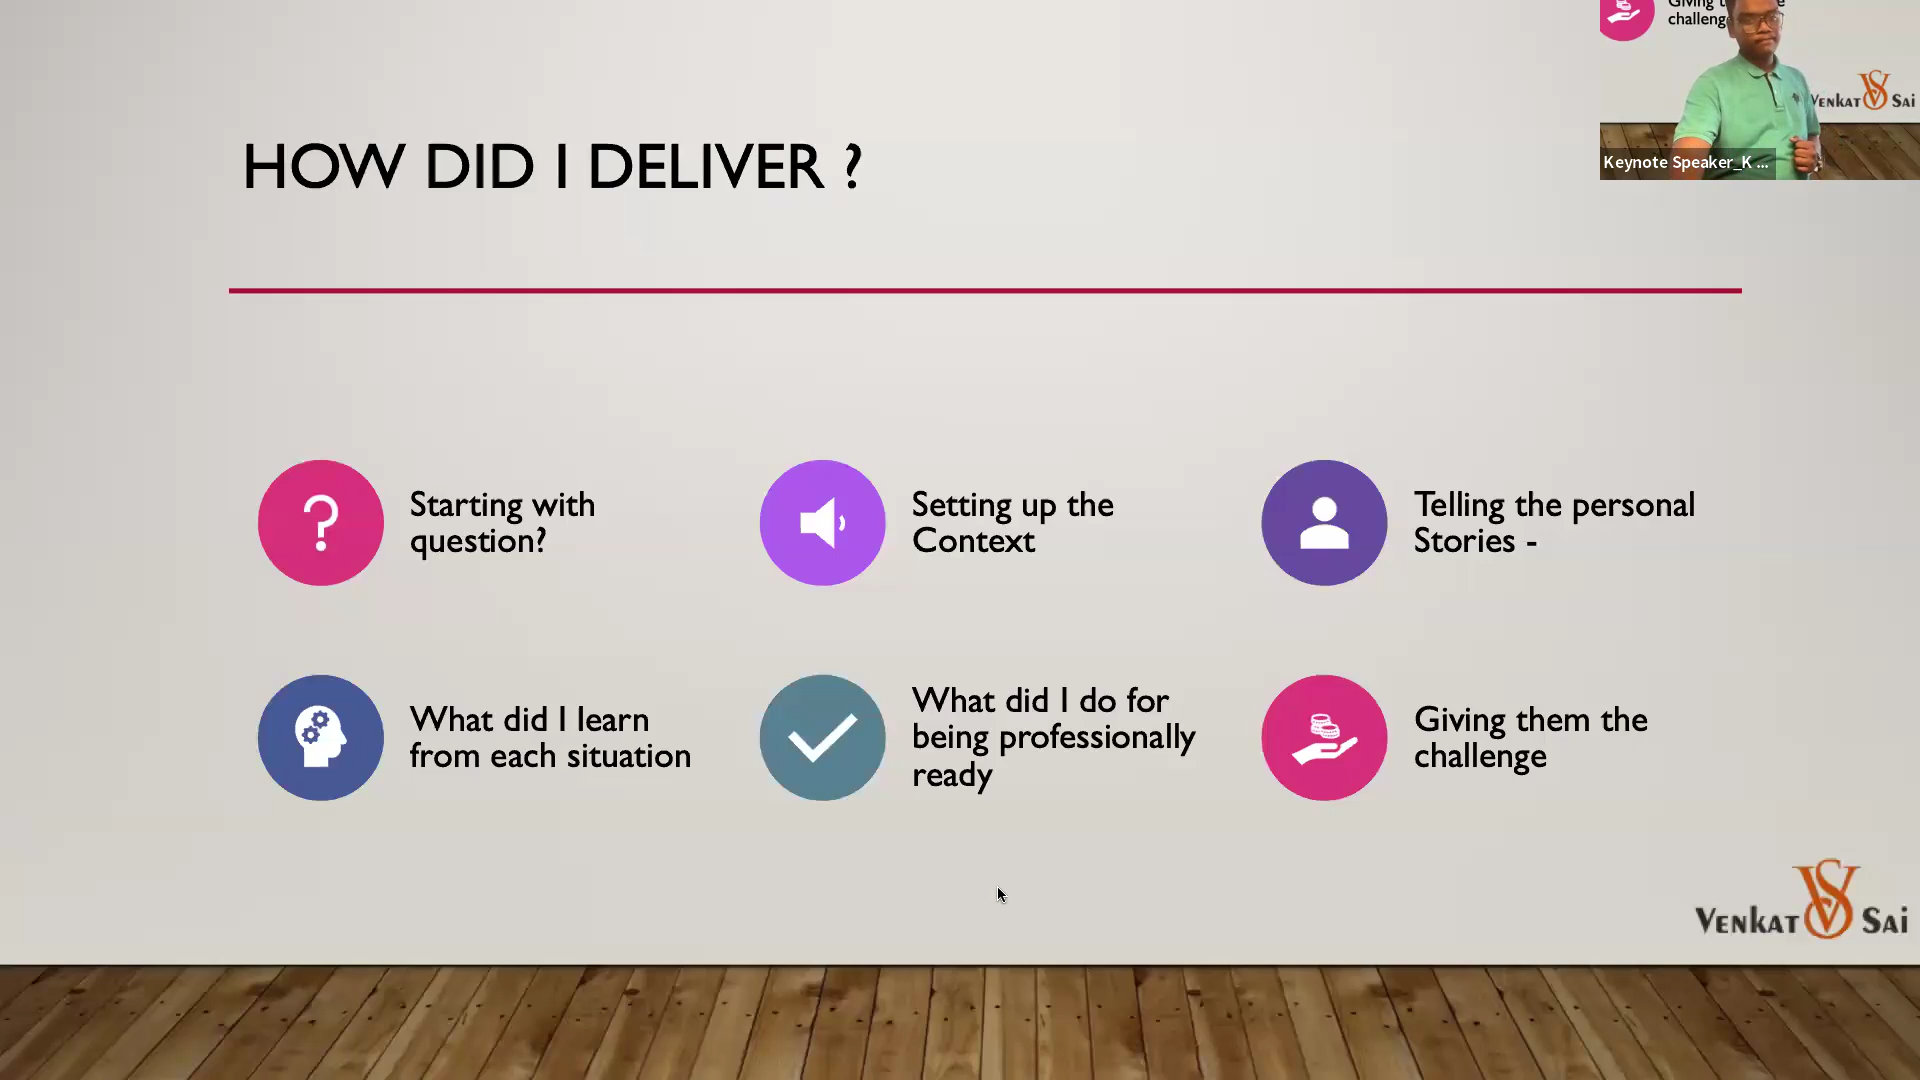 HOW DID I DELIVER ?
Starting with
question?
Setting up the
Context
Telling the personal
Stories -
What did I learn
from each situation
What did I do for
being professionally
ready
Giving them the
challenge
VENKAT VS SAI
challeng
VENKAT VS SAI
Keynote Speaker_K ...